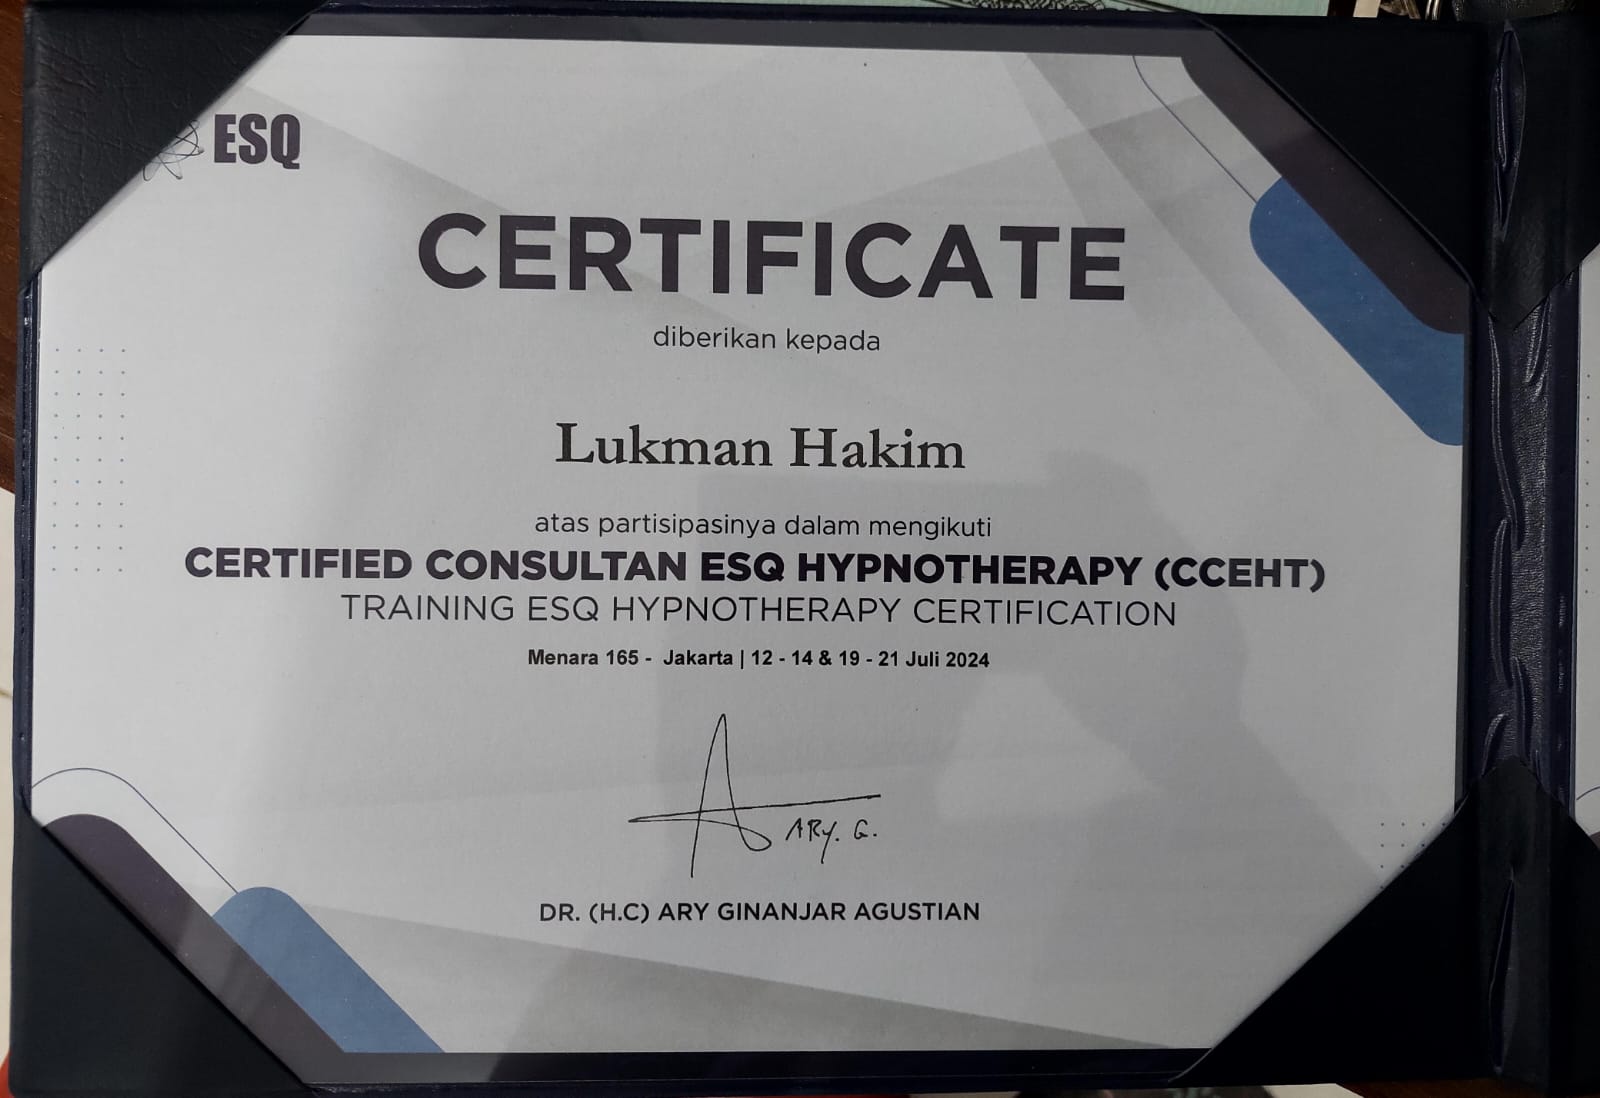 ESQ
CERTIFICATE
diberikan kepada
Lukman Hakim
atas partisipasinya dalam mengikuti
CERTIFIED CONSULTAN ESQ HYPNOTHERAPY (CCEHT)
TRAINING ESQ HYPNOTHERAPY CERTIFICATION
Menara 165 - Jakarta | 12 - 14 & 19 - 21 Juli 2024
ARY. G.
DR. (H.C) ARY GINANJAR AGUSTIAN